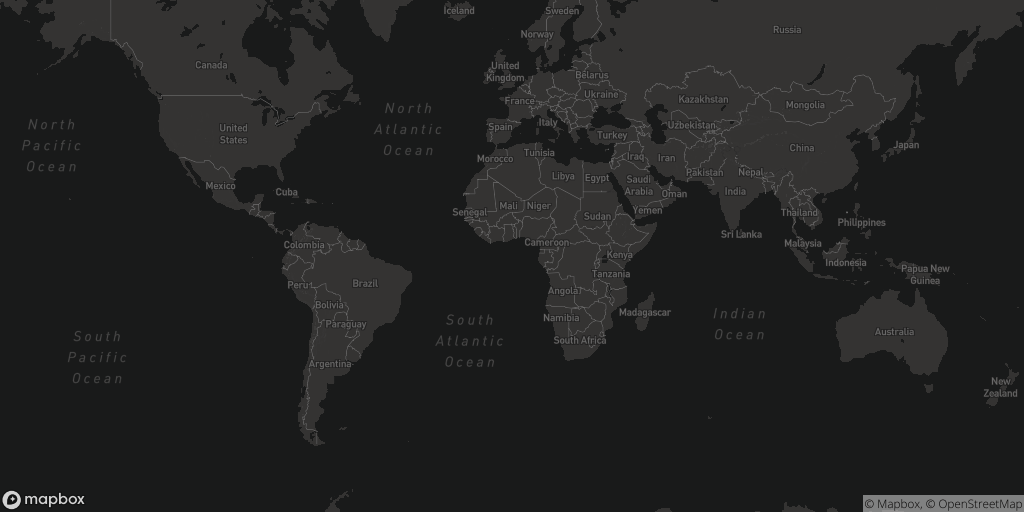 Iceland
Sweden
Norway
Russia
Canada
United
Kingdom
Belarus
Ukraine
France
Kazakhstan
Mongolia
North
Pacific
Ocean
North
Atlantic
Ocean
United
States
Spain
Italy
Turkey
Uzbekistan
China
Japan
Morocco
Tunisia
Iraq
Iran
Pakistan
Nepal
Mexico
Cuba
Libya
Egypt
Saudi
Arabia
Oman
India
Senegal
Mali
Niger
Sudan
Yemen
Thailand
Philippines
Sri Lanka
Colombia
Cameroon
Kenya
Malaysia
Indonesia
Papua New
Guinea
Peru
Brazil
Tanzania
Angola
Bolivia
Paraguay
Namibia
Madagascar
South
Pacific
Ocean
South
Atlantic
Ocean
Indian
Ocean
South Africa
Australia
Argentina
New
Zealand
mapbox
© Mapbox, © OpenStreetMap